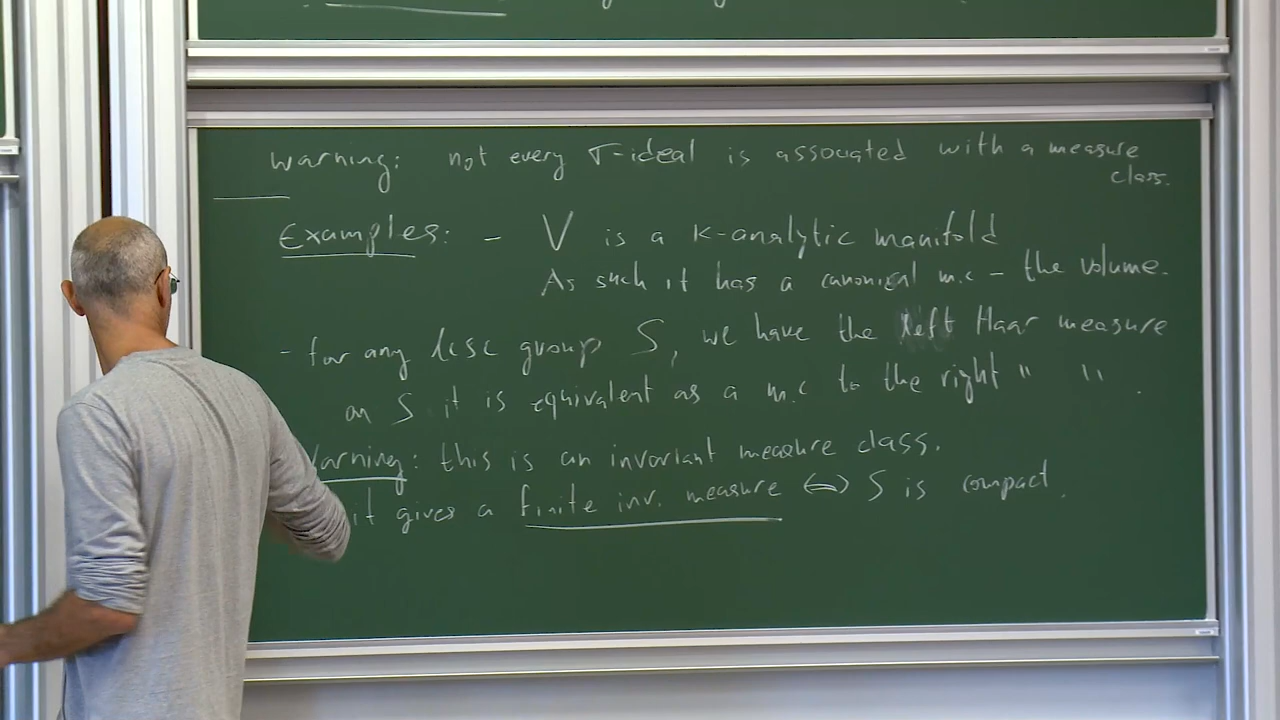 Warning: not every σ-ideal is associated with a measure
class.
Examples: - V is a k-analytic manifold
As such it has a canonical m.c - the volume.
- for any lcsc group S, we have the left Haar measure
on S it is equivalent as a m.c to the right " " .
Warning: this is an invariant measure class.
it gives a finite inv. measure ⇔ S is compact.